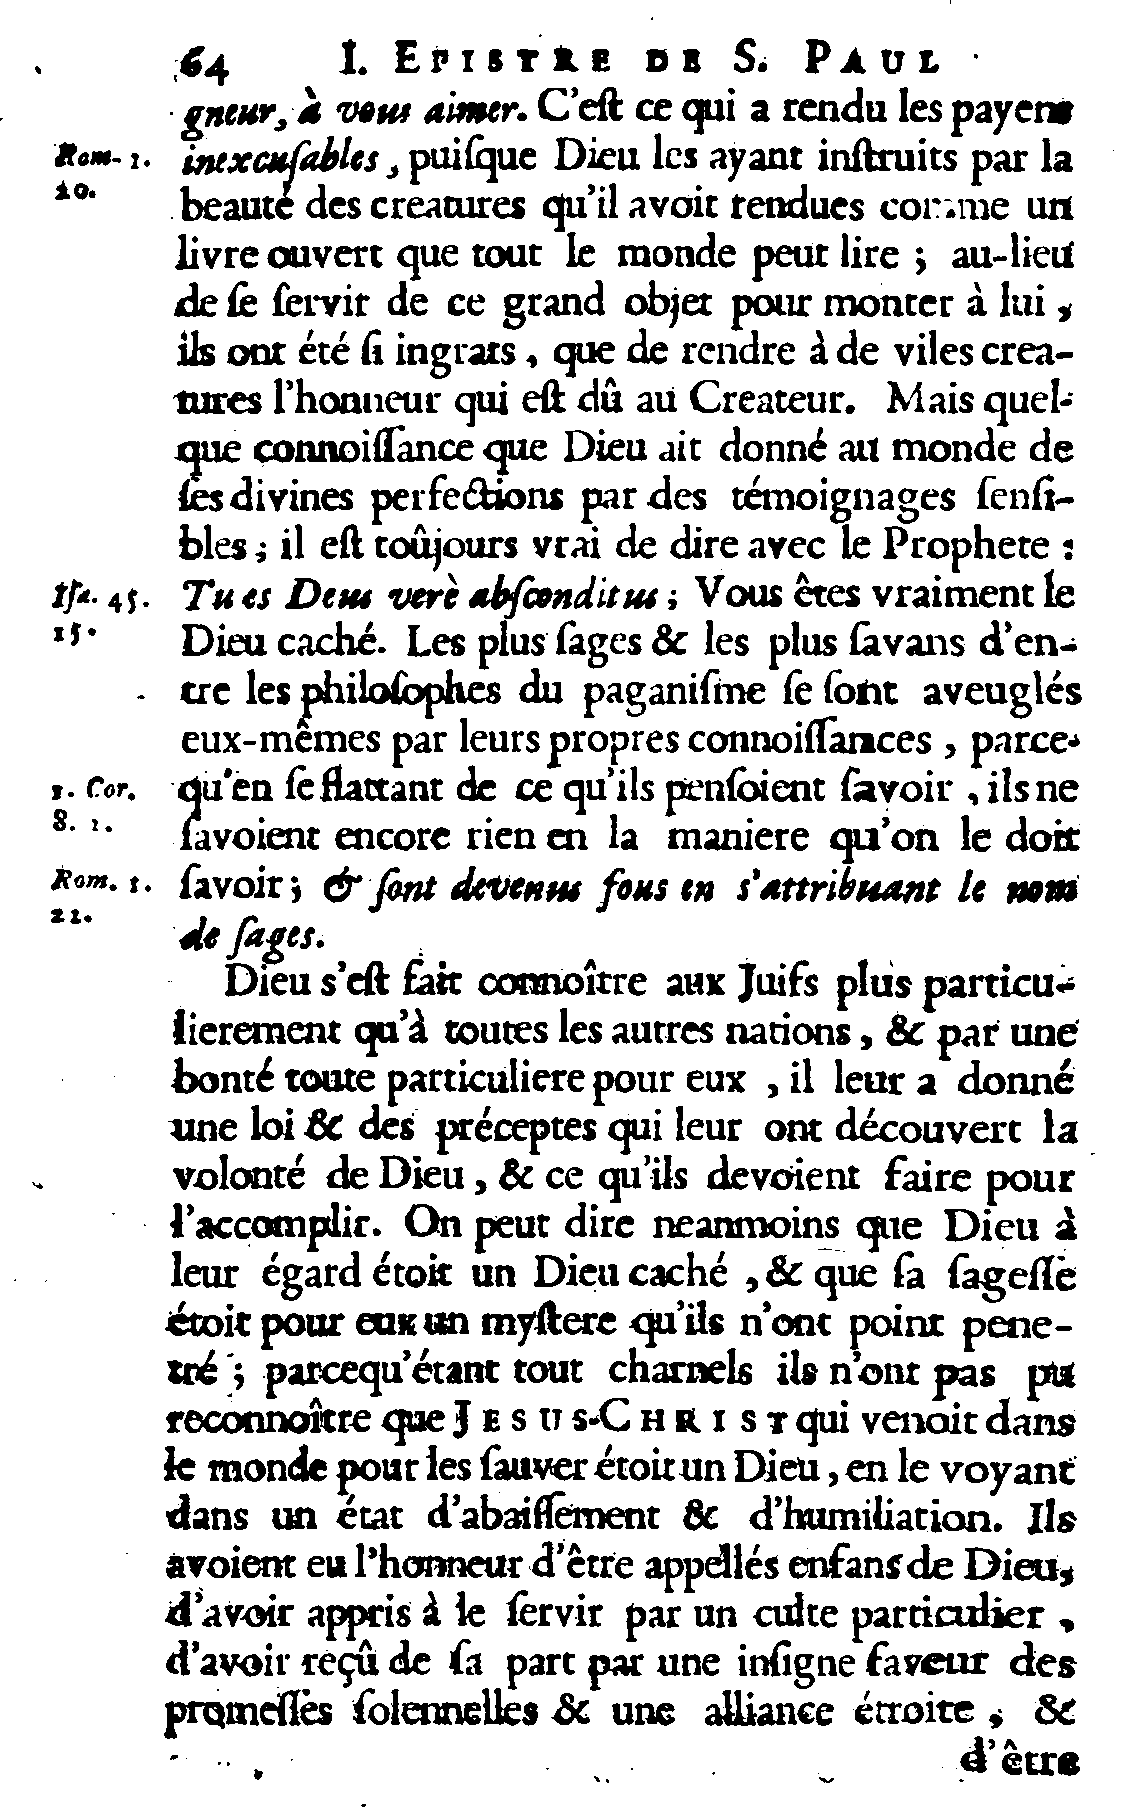 64 I. EPISTRE DE S. PAUL
gneur, à vous aimer. C'eſt ce qui a rendu les payens
Rom. 1. inexcuſables, puiſque Dieu les ayant inſtruits par la
20. beauté des creatures qu'il avoit rendues comme un
livre ouvert que tout le monde peut lire ; au-lieu
de ſe ſervir de ce grand objet pour monter à lui,
ils ont été ſi ingrats, que de rendre à de viles crea-
tures l'honneur qui eſt dû au Createur. Mais quel-
que connoiſſance que Dieu ait donné au monde de
ſes divines perfections par des témoignages ſenſi-
bles ; il eſt toûjours vrai de dire avec le Prophete :
Iſa. 45. Tu es Deus verè abſconditus ; Vous êtes vraiment le
15. Dieu caché. Les plus ſages & les plus ſavans d'en-
tre les philoſophes du paganiſme ſe ſont aveuglés
eux-mêmes par leurs propres connoiſſances, parce-
1. Cor. qu'en ſe flattant de ce qu'ils penſoient ſavoir, ils ne
8. 2. ſavoient encore rien en la maniere qu'on le doit
Rom. 1. ſavoir ; & ſont devenus fous en s'attribuant le nom
22. de ſages.
Dieu s'eſt fait connoître aux Juifs plus particu-
lierement qu'à toutes les autres nations, & par une
bonté toute particuliere pour eux, il leur a donné
une loi & des préceptes qui leur ont découvert la
volonté de Dieu, & ce qu'ils devoient faire pour
l'accomplir. On peut dire neanmoins que Dieu à
leur égard étoit un Dieu caché, & que ſa ſageſſe
étoit pour eux un myſtere qu'ils n'ont point pene-
tré ; parcequ'étant tout charnels ils n'ont pas pu
reconnoître que JESUS-CHRIST qui venoit dans
le monde pour les ſauver étoit un Dieu, en le voyant
dans un état d'abaiſſement & d'humiliation. Ils
avoient eu l'honneur d'être appellés enfans de Dieu,
d'avoir appris à le ſervir par un culte particulier,
d'avoir reçû de ſa part par une inſigne faveur des
promeſſes ſolennelles & une alliance étroite, &
d'être